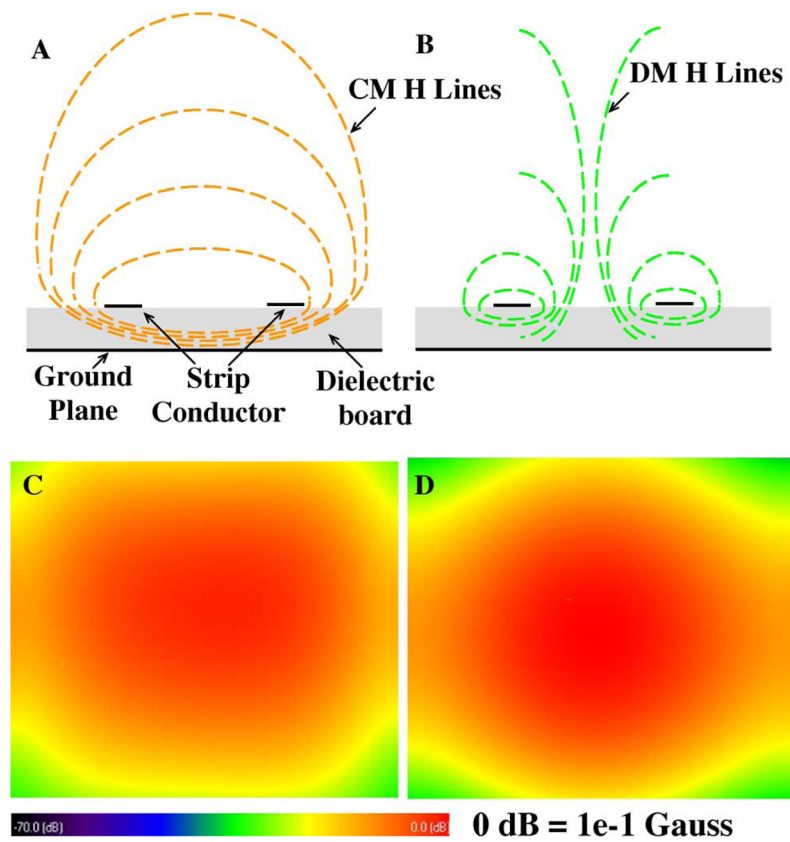 A
CM H Lines
B
DM H Lines
Ground
Plane
Strip
Conductor
Dielectric
board
C
D
-70.0 (dB)
0.0 (dB)
0 dB = 1e-1 Gauss